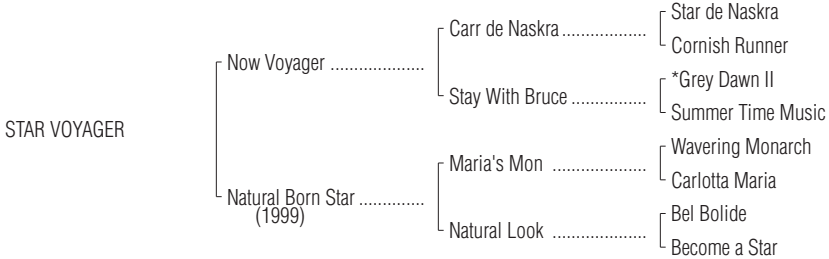 Star de Naskra
Carr de Naskra..................
Cornish Runner
Now Voyager ....................
*Grey Dawn II
Stay With Bruce................
Summer Time Music
STAR VOYAGER
Wavering Monarch
Maria's Mon ....................
Carlotta Maria
Natural Born Star ..............
(1999)
Bel Bolide
Natural Look ....................
Become a Star